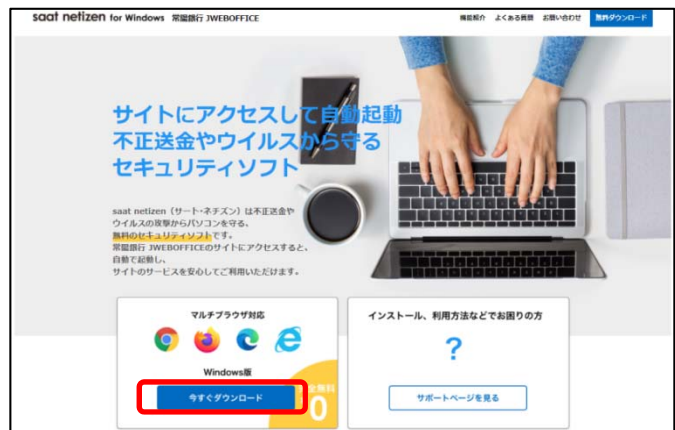 saat netizen for Windows 常陽銀行 JWEBOFFICE
機能紹介 よくある質問 お問い合わせ 無料ダウンロード
サイトにアクセスして自動起動
不正送金やウイルスから守る
セキュリティソフト
saat netizen（サート・ネチズン）は不正送金や
ウイルスの攻撃からパソコンを守る、
無料のセキュリティソフトです。
常陽銀行 JWEBOFFICEのサイトにアクセスすると、
自動で起動し、
サイトのサービスを安心してご利用いただけます。
マルチブラウザ対応
Windows版
今すぐダウンロード
全無料
0
インストール、利用方法などでお困りの方
?
サポートページを見る